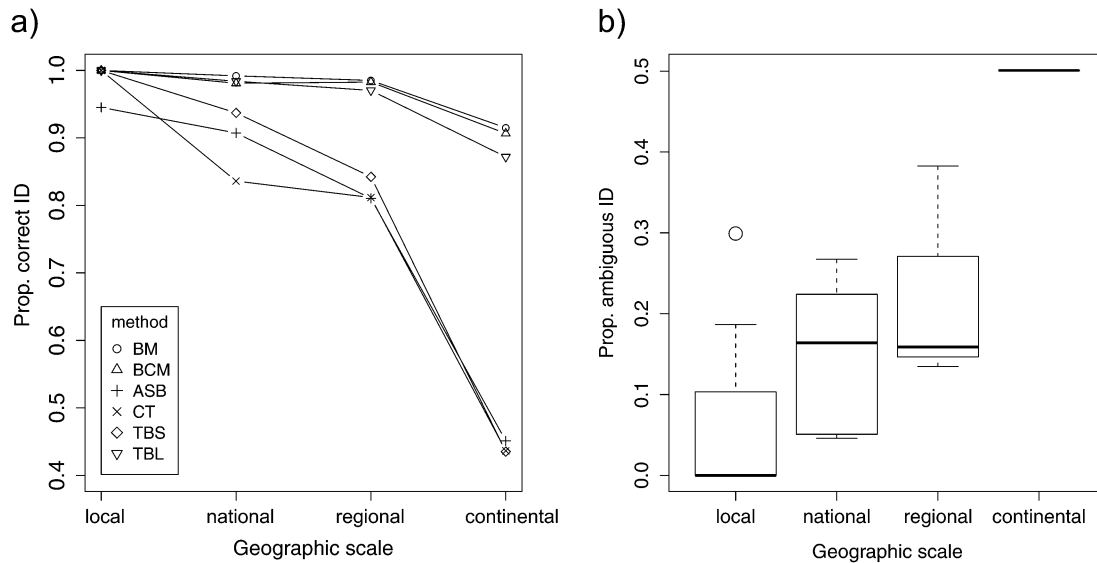 a)
Prop. correct ID
1.0
0.9
0.8
0.7
0.6
0.5
0.4
method
BM
BCM
ASB
CT
TBS
TBL
local national regional continental
Geographic scale
b)
Prop. ambiguous ID
0.5
0.4
0.3
0.2
0.1
0.0
local national regional continental
Geographic scale